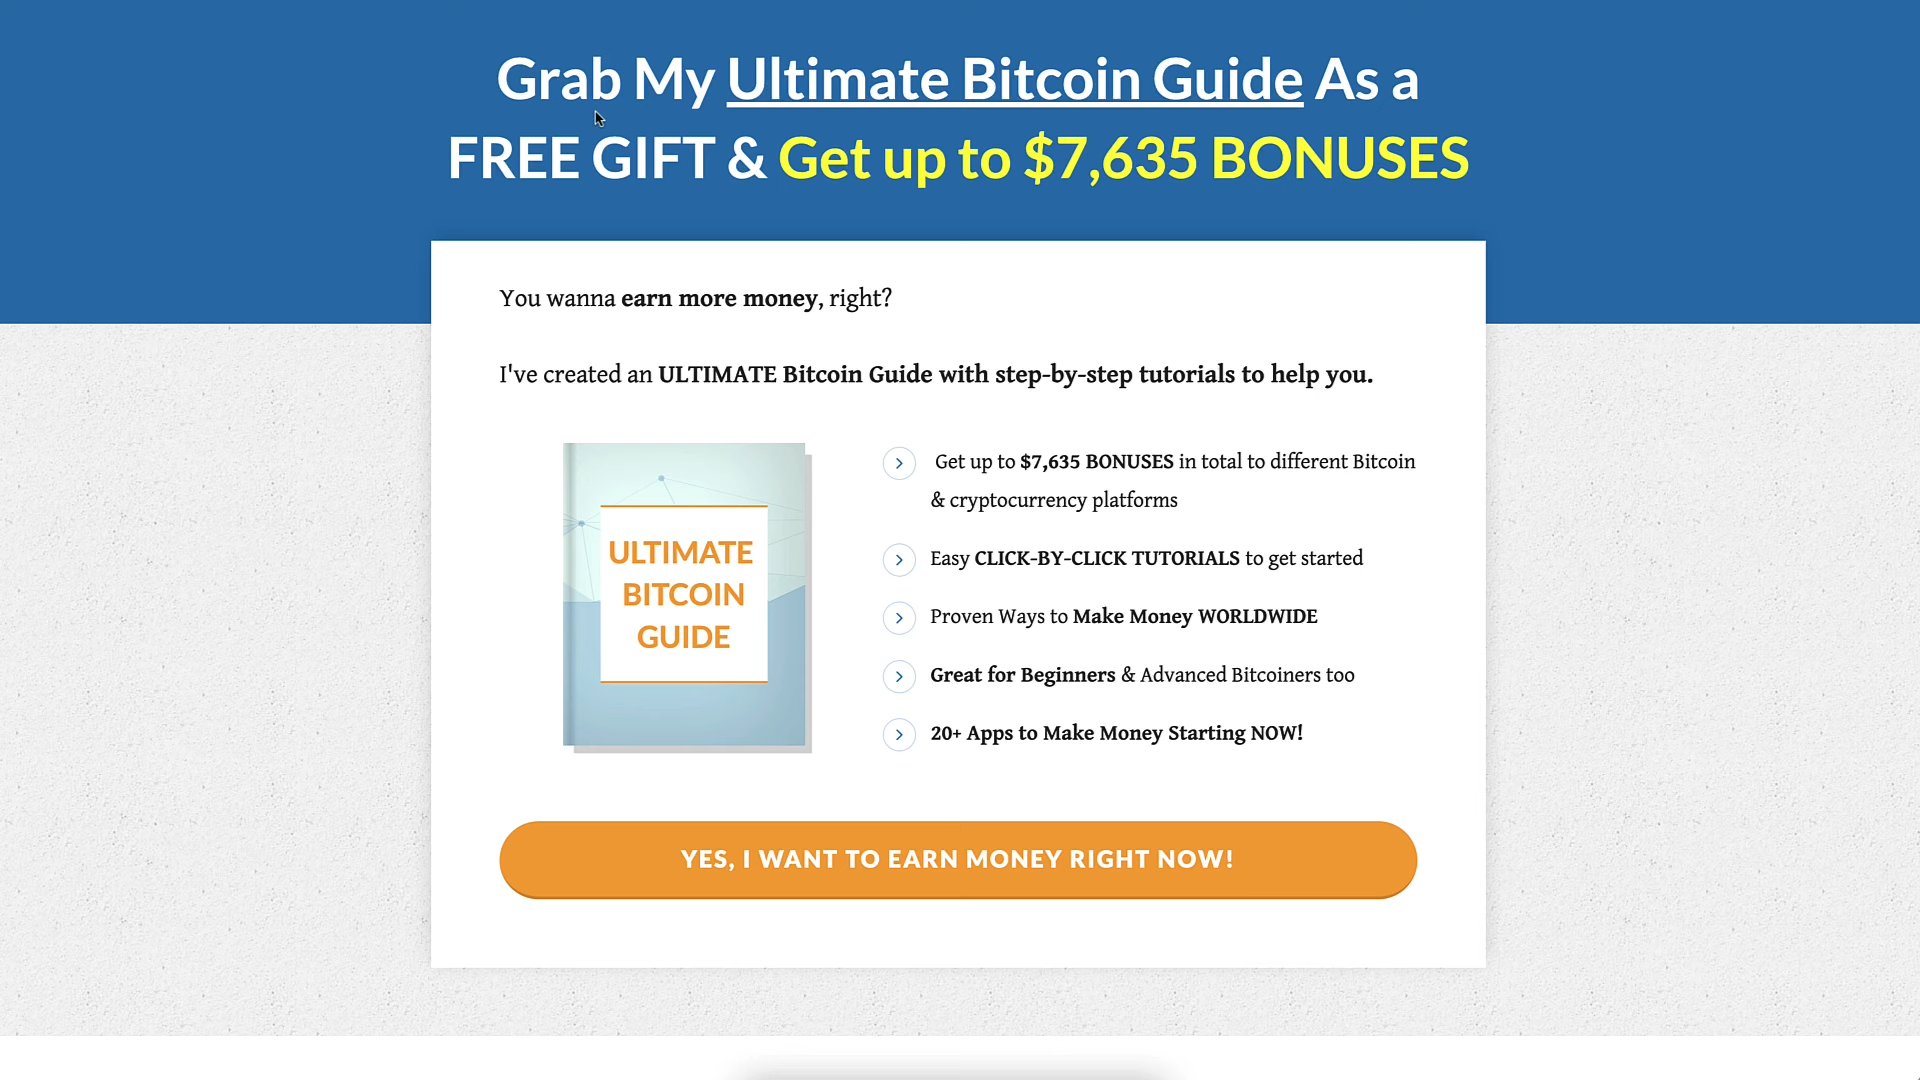 Grab My Ultimate Bitcoin Guide As a
FREE GIFT & Get up to $7,635 BONUSES
You wanna earn more money, right?
I've created an ULTIMATE Bitcoin Guide with step-by-step tutorials to help you.
ULTIMATE
BITCOIN
GUIDE
Get up to $7,635 BONUSES in total to different Bitcoin
& cryptocurrency platforms
Easy CLICK-BY-CLICK TUTORIALS to get started
Proven Ways to Make Money WORLDWIDE
Great for Beginners & Advanced Bitcoiners too
20+ Apps to Make Money Starting NOW!
YES, I WANT TO EARN MONEY RIGHT NOW!